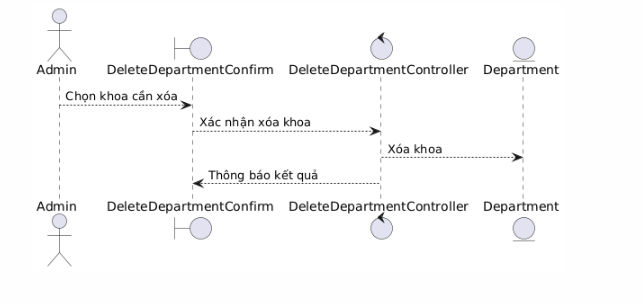 Admin
DeleteDepartmentConfirm
DeleteDepartmentController
Department
Chọn khoa cần xóa
Xác nhận xóa khoa
Xóa khoa
Thông báo kết quả
Admin
DeleteDepartmentConfirm
DeleteDepartmentController
Department